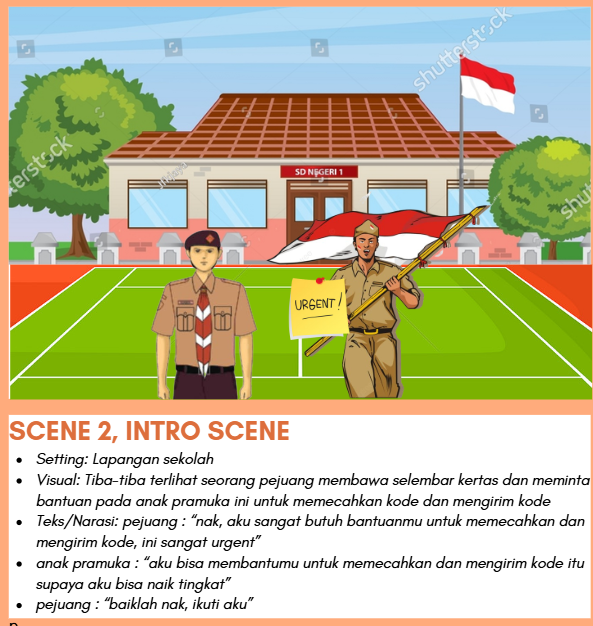 shutterstock
SD NEGERI 1
URGENT!
SCENE 2, INTRO SCENE
Setting: Lapangan sekolah
Visual: Tiba-tiba terlihat seorang pejuang membawa selembar kertas dan meminta
bantuan pada anak pramuka ini untuk memecahkan kode dan mengirim kode
Teks/Narasi: pejuang : “nak, aku sangat butuh bantuanmu untuk memecahkan dan
mengirim kode, ini sangat urgent”
anak pramuka : “aku bisa membantumu untuk memecahkan dan mengirim kode itu
supaya aku bisa naik tingkat”
pejuang : “baiklah nak, ikuti aku”